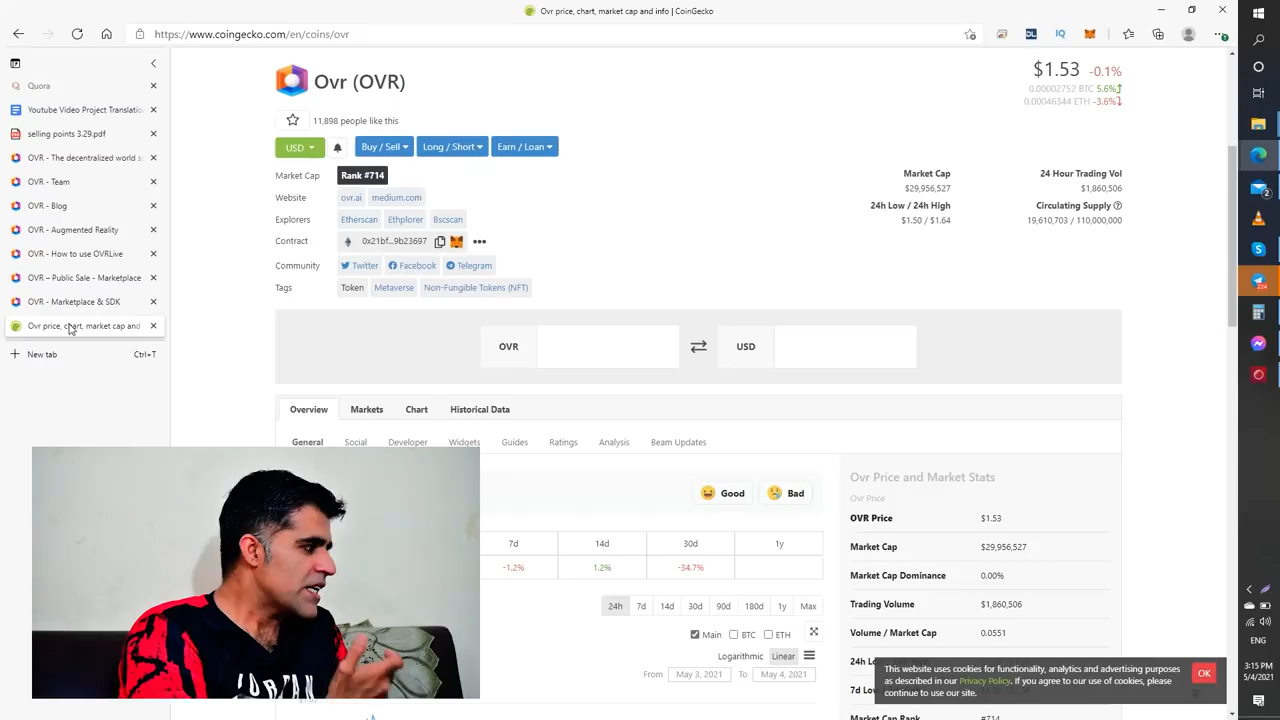 Ovr price, chart, market cap and info | CoinGecko
https://www.coingecko.com/en/coins/ovr
Quora
Youtube Video Project Translatio
selling points 3.29.pdf
OVR - The decentralized world s
OVR - Team
OVR - Blog
OVR - Augmented Reality
OVR - How to use OVRLive
OVR – Public Sale - Marketplace
OVR - Marketplace & SDK
Ovr price, chart, market cap and
New tab Ctrl+T
Ovr (OVR)
$1.53 -0.1%
0.00002752 BTC 5.6%
0.00046344 ETH -3.6%
11,898 people like this
USD
Buy / Sell
Long / Short
Earn / Loan
Market Cap Rank #714
Website ovr.ai medium.com
Explorers Etherscan Ethplorer Bscscan
Contract 0x21bf...9b23697
Community Twitter Facebook Telegram
Tags Token Metaverse Non-Fungible Tokens (NFT)
Market Cap
$29,956,527
24 Hour Trading Vol
$1,860,506
24h Low / 24h High
$1.50 / $1.64
Circulating Supply
19,610,703 / 110,000,000
OVR USD
Overview Markets Chart Historical Data
General Social Developer Widgets Guides Ratings Analysis Beam Updates
Good Bad
7d 14d 30d 1y
-1.2% 1.2% -34.7%
24h 7d 14d 30d 90d 180d 1y Max
Main BTC ETH
Logarithmic Linear
From May 3, 2021 To May 4, 2021
Ovr Price and Market Stats
Ovr Price
OVR Price $1.53
Market Cap $29,956,527
Market Cap Dominance 0.00%
Trading Volume $1,860,506
Volume / Market Cap 0.0551
24h
7d Low
Market Cap Rank #714
This website uses cookies for functionality, analytics and advertising purposes
as described in our Privacy Policy. If you agree to our use of cookies, please
continue to use our site.
OK
DL
IQ
2
224
ENG
3:15 PM
5/4/2021
JORDAN